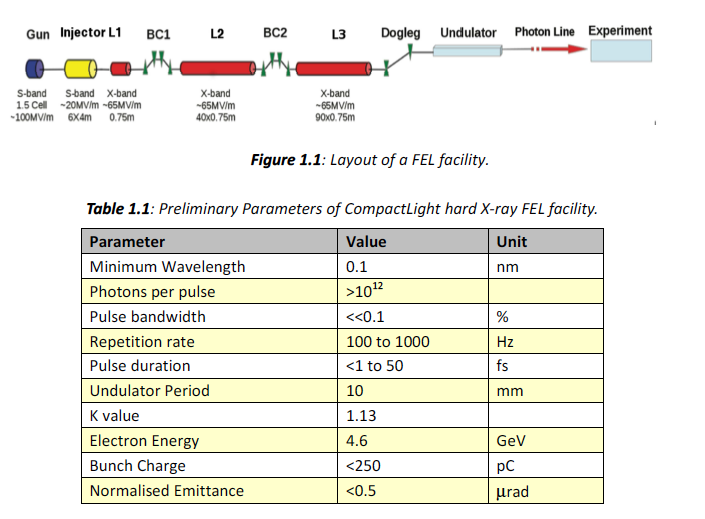 Gun Injector L1 BC1 L2 BC2 L3 Dogleg Undulator Photon Line Experiment
S-band S-band X-band X-band X-band
1.5 Cell ~20MV/m ~65MV/m ~65MV/m ~65MV/m
~100MV/m 6X4m 0.75m 40x0.75m 90x0.75m
Figure 1.1: Layout of a FEL facility.
Table 1.1: Preliminary Parameters of CompactLight hard X-ray FEL facility.
Parameter Value Unit
Minimum Wavelength 0.1 nm
Photons per pulse >10¹²
Pulse bandwidth <<0.1 %
Repetition rate 100 to 1000 Hz
Pulse duration <1 to 50 fs
Undulator Period 10 mm
K value 1.13
Electron Energy 4.6 GeV
Bunch Charge <250 pC
Normalised Emittance <0.5 μrad